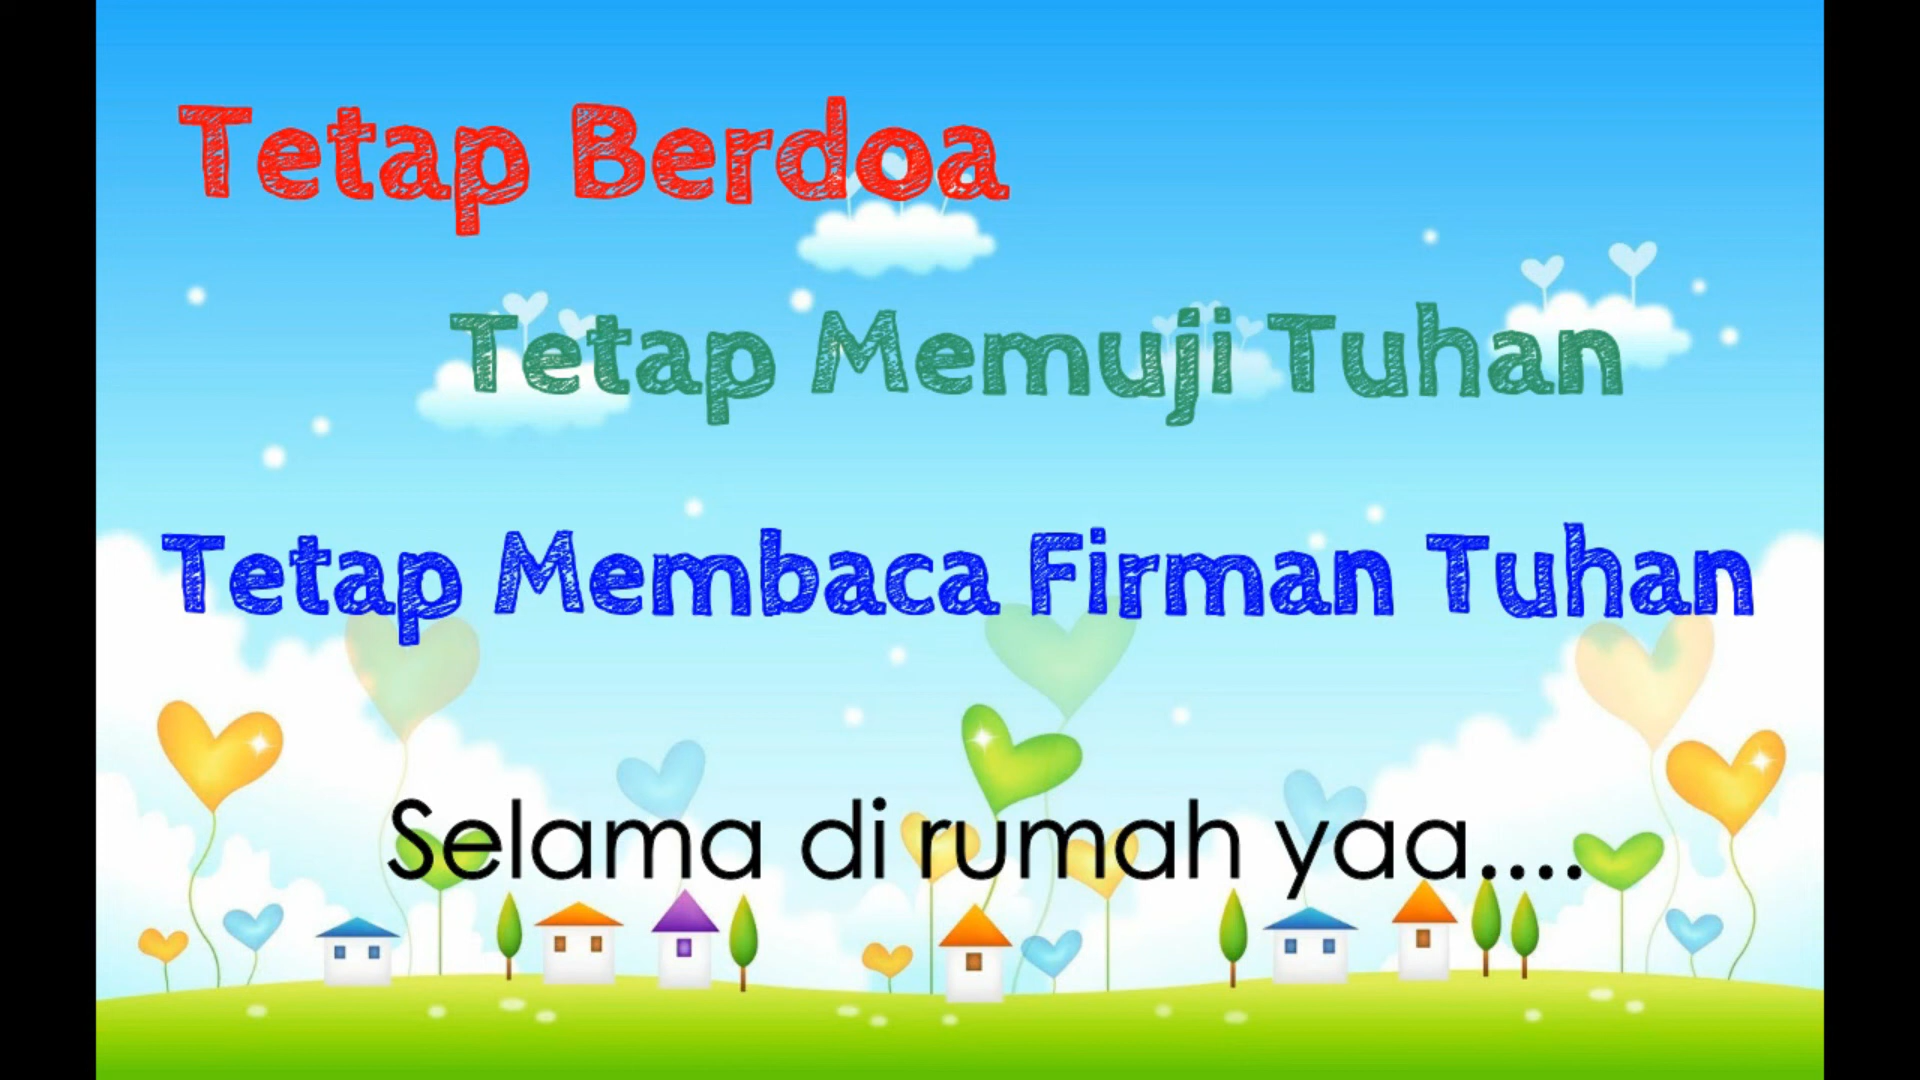 Tetap Berdoa
Tetap Memuji Tuhan
Tetap Membaca Firman Tuhan
Selama di rumah yaa....